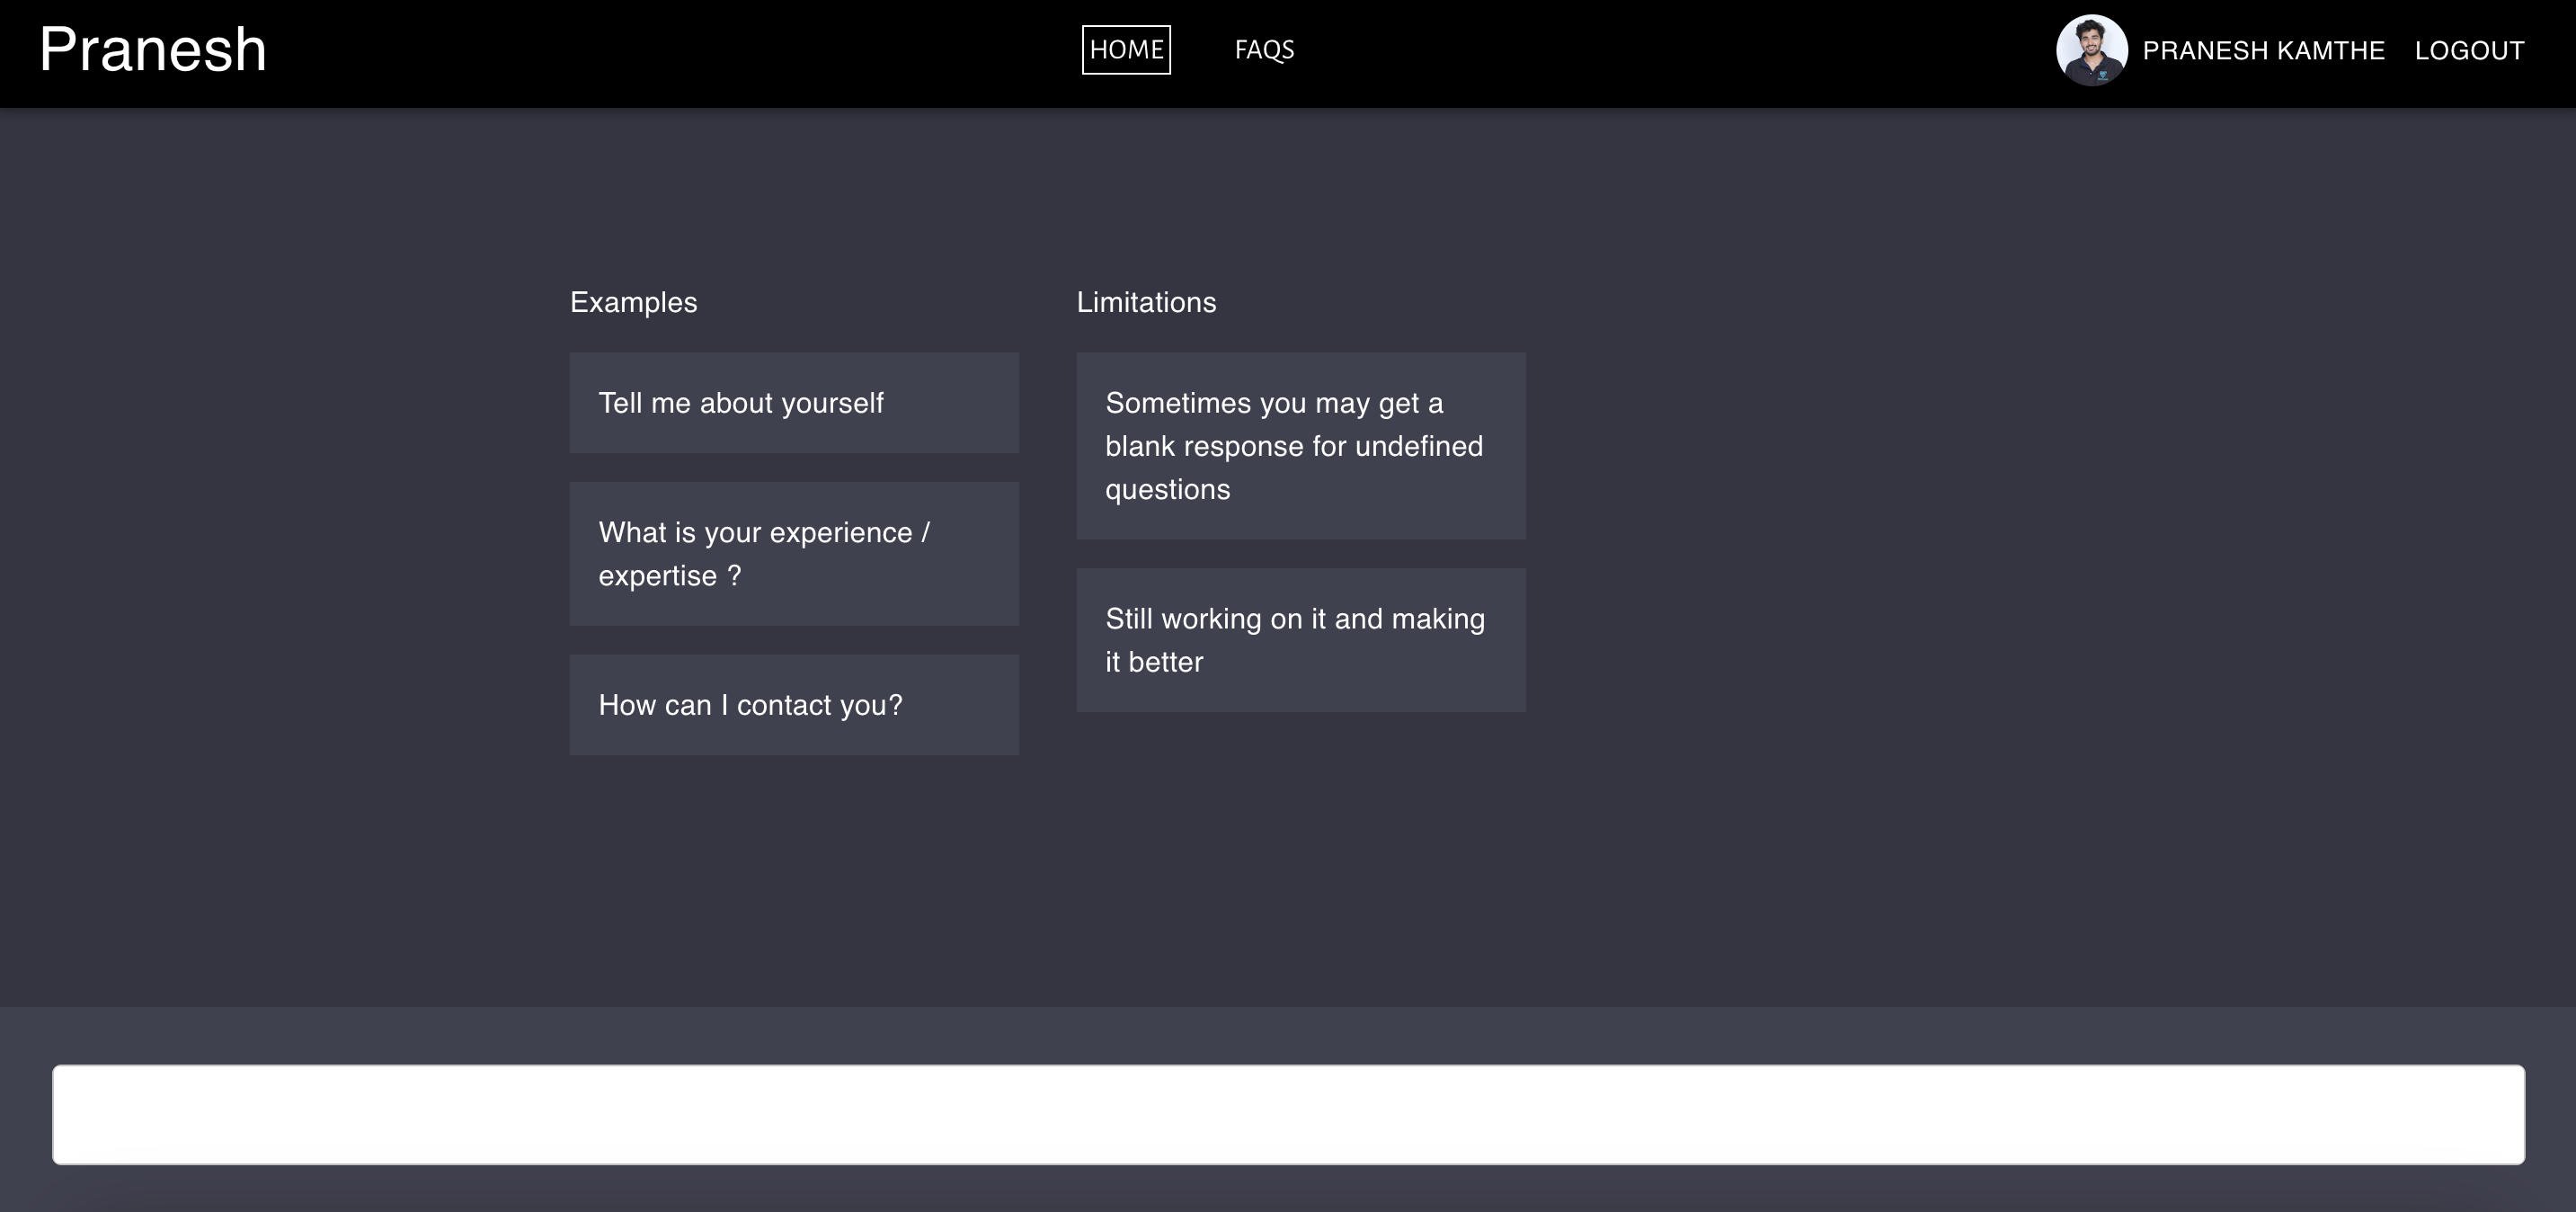 Pranesh
HOME
FAQS
PRANESH KAMTHE
LOGOUT
Examples
Tell me about yourself
What is your experience /
expertise ?
How can I contact you?
Limitations
Sometimes you may get a
blank response for undefined
questions
Still working on it and making
it better